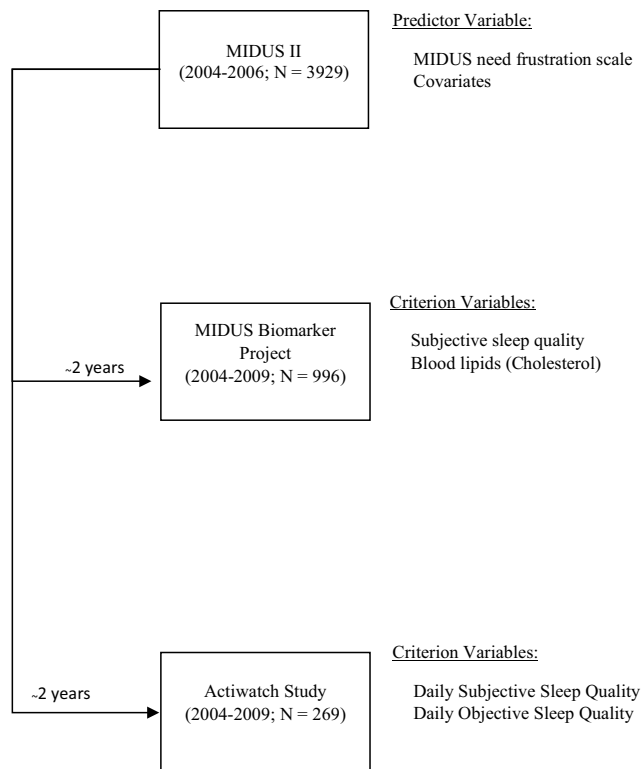 Predictor Variable:
MIDUS II
(2004-2006; N = 3929)
MIDUS need frustration scale
Covariates
Criterion Variables:
MIDUS Biomarker
Project
(2004-2009; N = 996)
Subjective sleep quality
Blood lipids (Cholesterol)
~2 years
Criterion Variables:
Actiwatch Study
(2004-2009; N = 269)
Daily Subjective Sleep Quality
Daily Objective Sleep Quality
~2 years